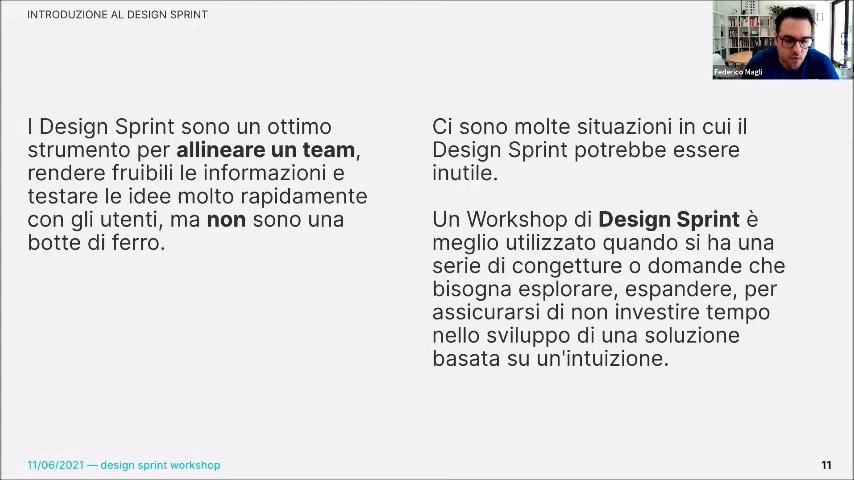 INTRODUZIONE AL DESIGN SPRINT
Federico Magli
I Design Sprint sono un ottimo
strumento per allineare un team,
rendere fruibili le informazioni e
testare le idee molto rapidamente
con gli utenti, ma non sono una
botte di ferro.
Ci sono molte situazioni in cui il
Design Sprint potrebbe essere
inutile.
Un Workshop di Design Sprint è
meglio utilizzato quando si ha una
serie di congetture o domande che
bisogna esplorare, espandere, per
assicurarsi di non investire tempo
nello sviluppo di una soluzione
basata su un'intuizione.
11/06/2021 — design sprint workshop
11